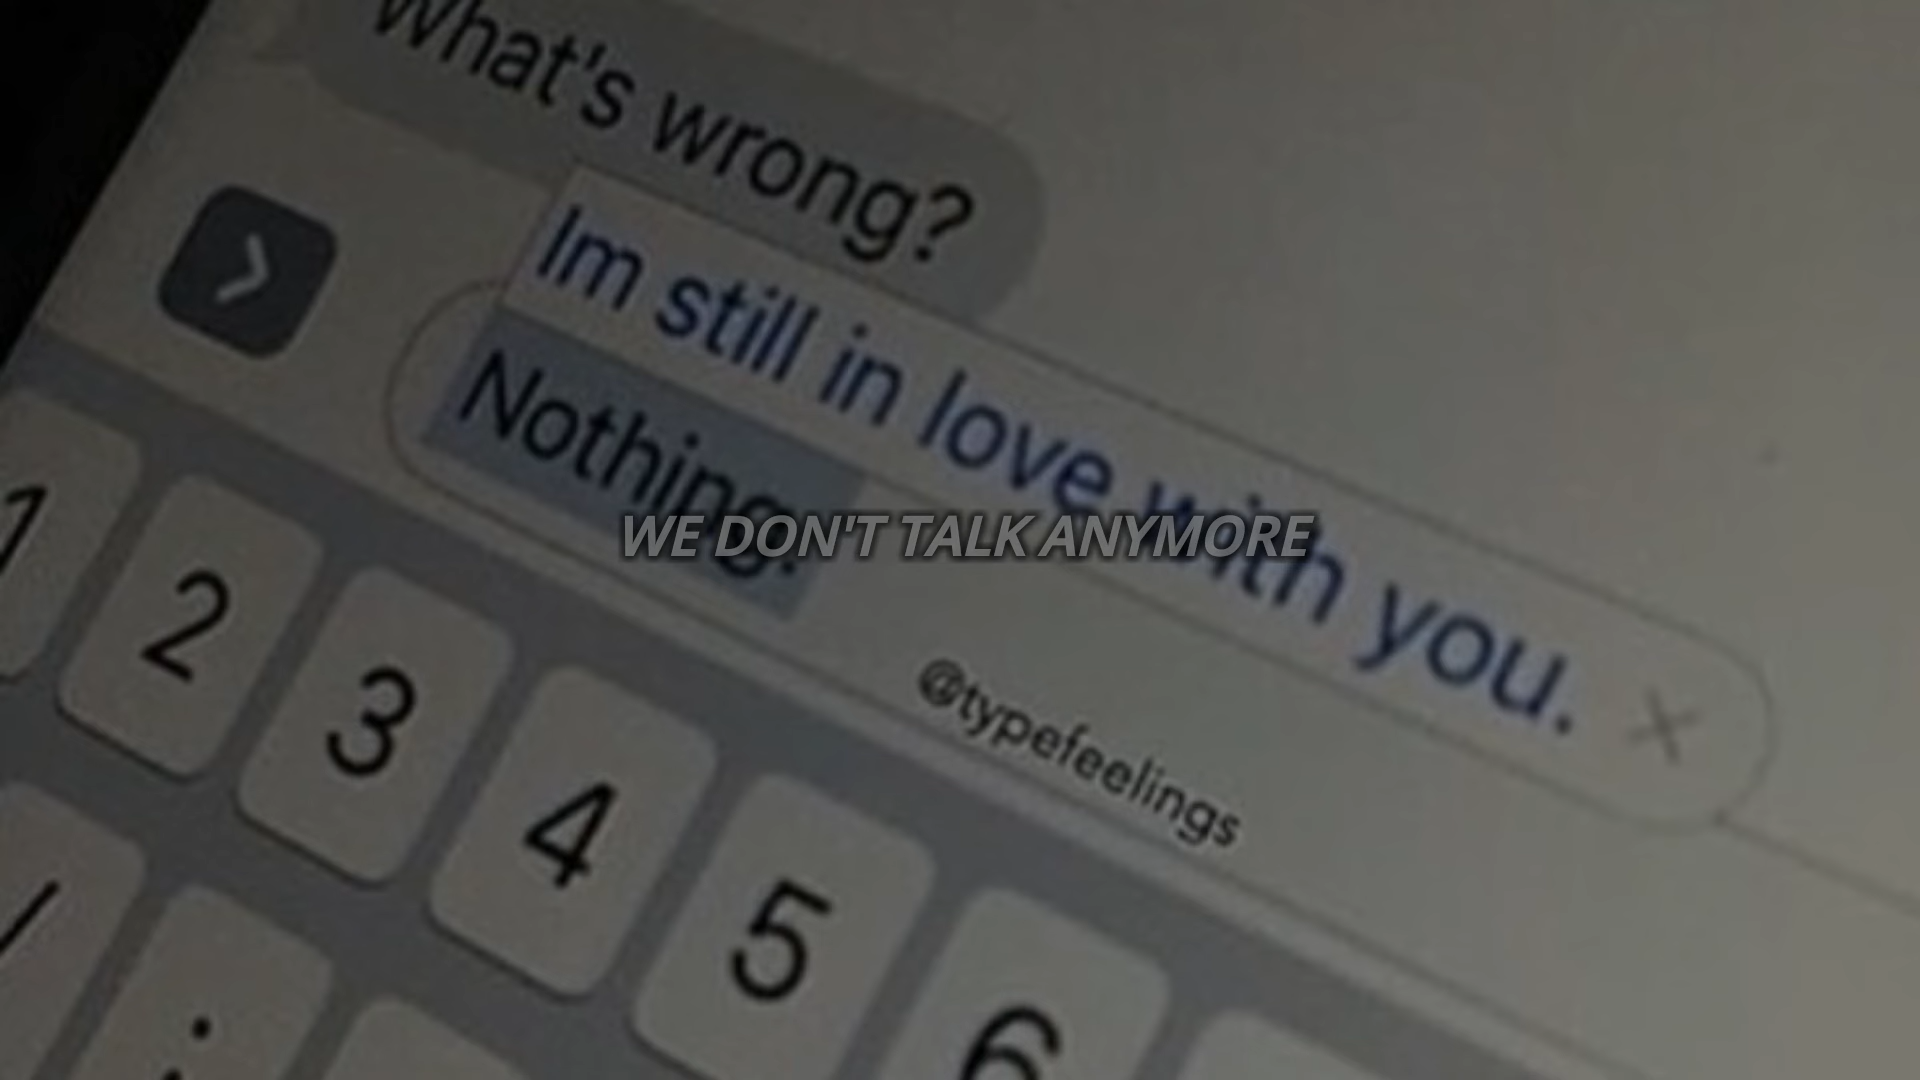 What's wrong?
Im still in love with you.
Nothing.
WE DON'T TALK ANYMORE
@typefeelings
1
2
3
4
5
6
/
: